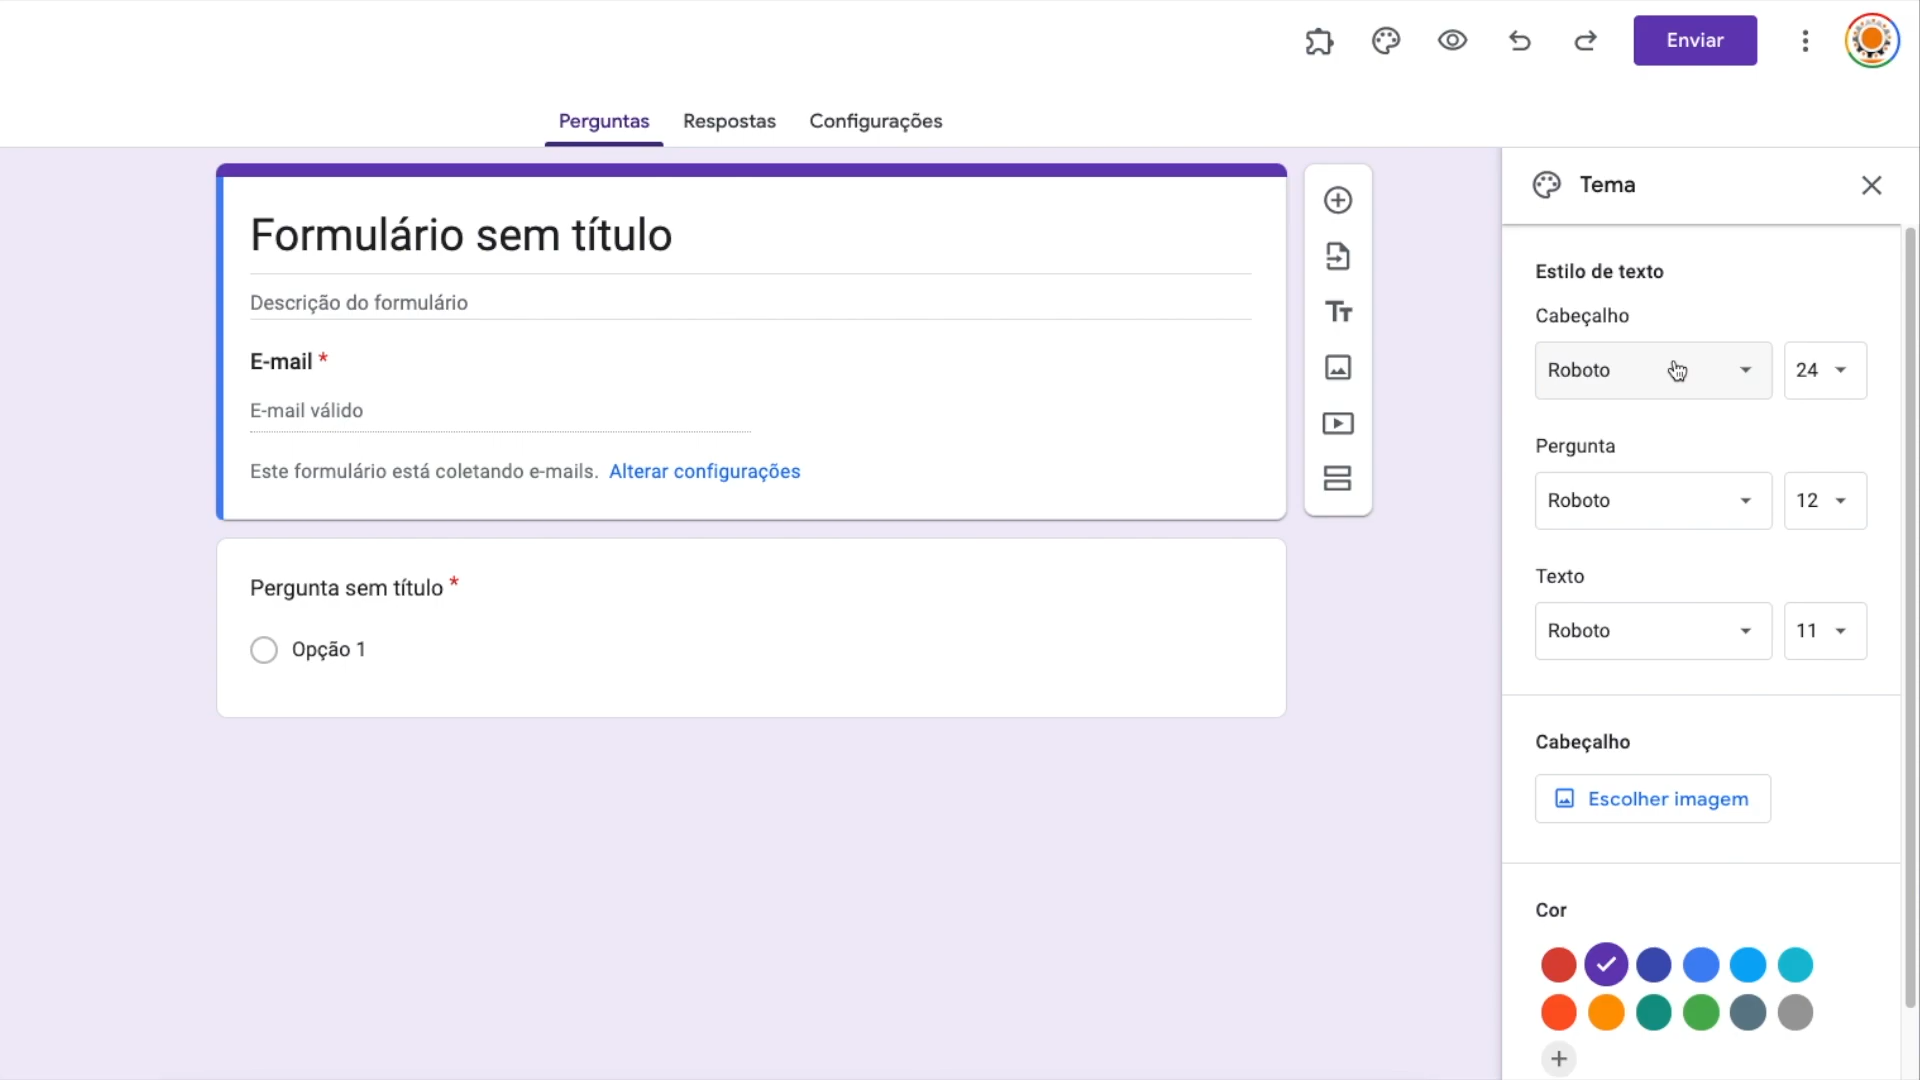 Enviar
Perguntas Respostas Configurações
Formulário sem título
Descrição do formulário
E-mail *
E-mail válido
Este formulário está coletando e-mails. Alterar configurações
Pergunta sem título *
Opção 1
Tema
Estilo de texto
Cabeçalho
Roboto 24
Pergunta
Roboto 12
Texto
Roboto 11
Cabeçalho
Escolher imagem
Cor